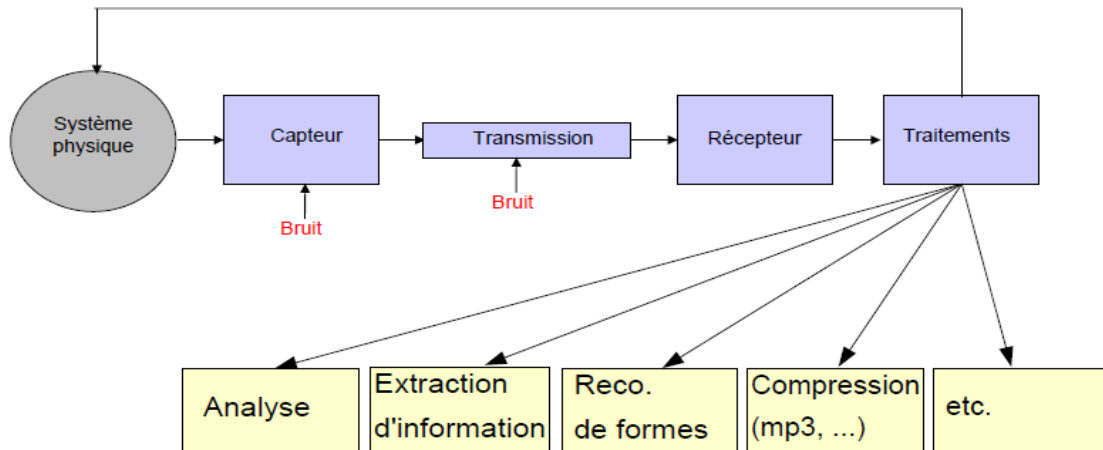 Système
physique
Capteur
Transmission
Récepteur
Traitements
Bruit
Bruit
Analyse
Extraction
d'information
Reco.
de formes
Compression
(mp3, ...)
etc.